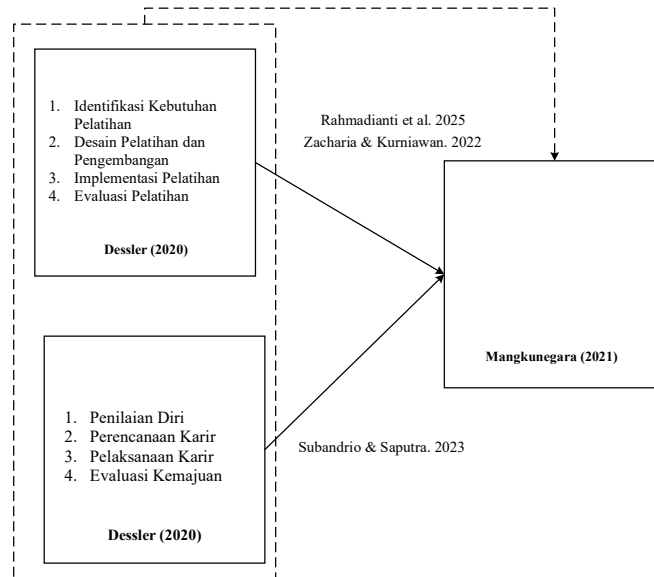 1. Identifikasi Kebutuhan
Pelatihan
2. Desain Pelatihan dan
Pengembangan
3. Implementasi Pelatihan
4. Evaluasi Pelatihan
Dessler (2020)
Rahmadianti et al. 2025
Zacharia & Kurniawan. 2022
Mangkunegara (2021)
1. Penilaian Diri
2. Perencanaan Karir
3. Pelaksanaan Karir
4. Evaluasi Kemajuan
Dessler (2020)
Subandrio & Saputra. 2023